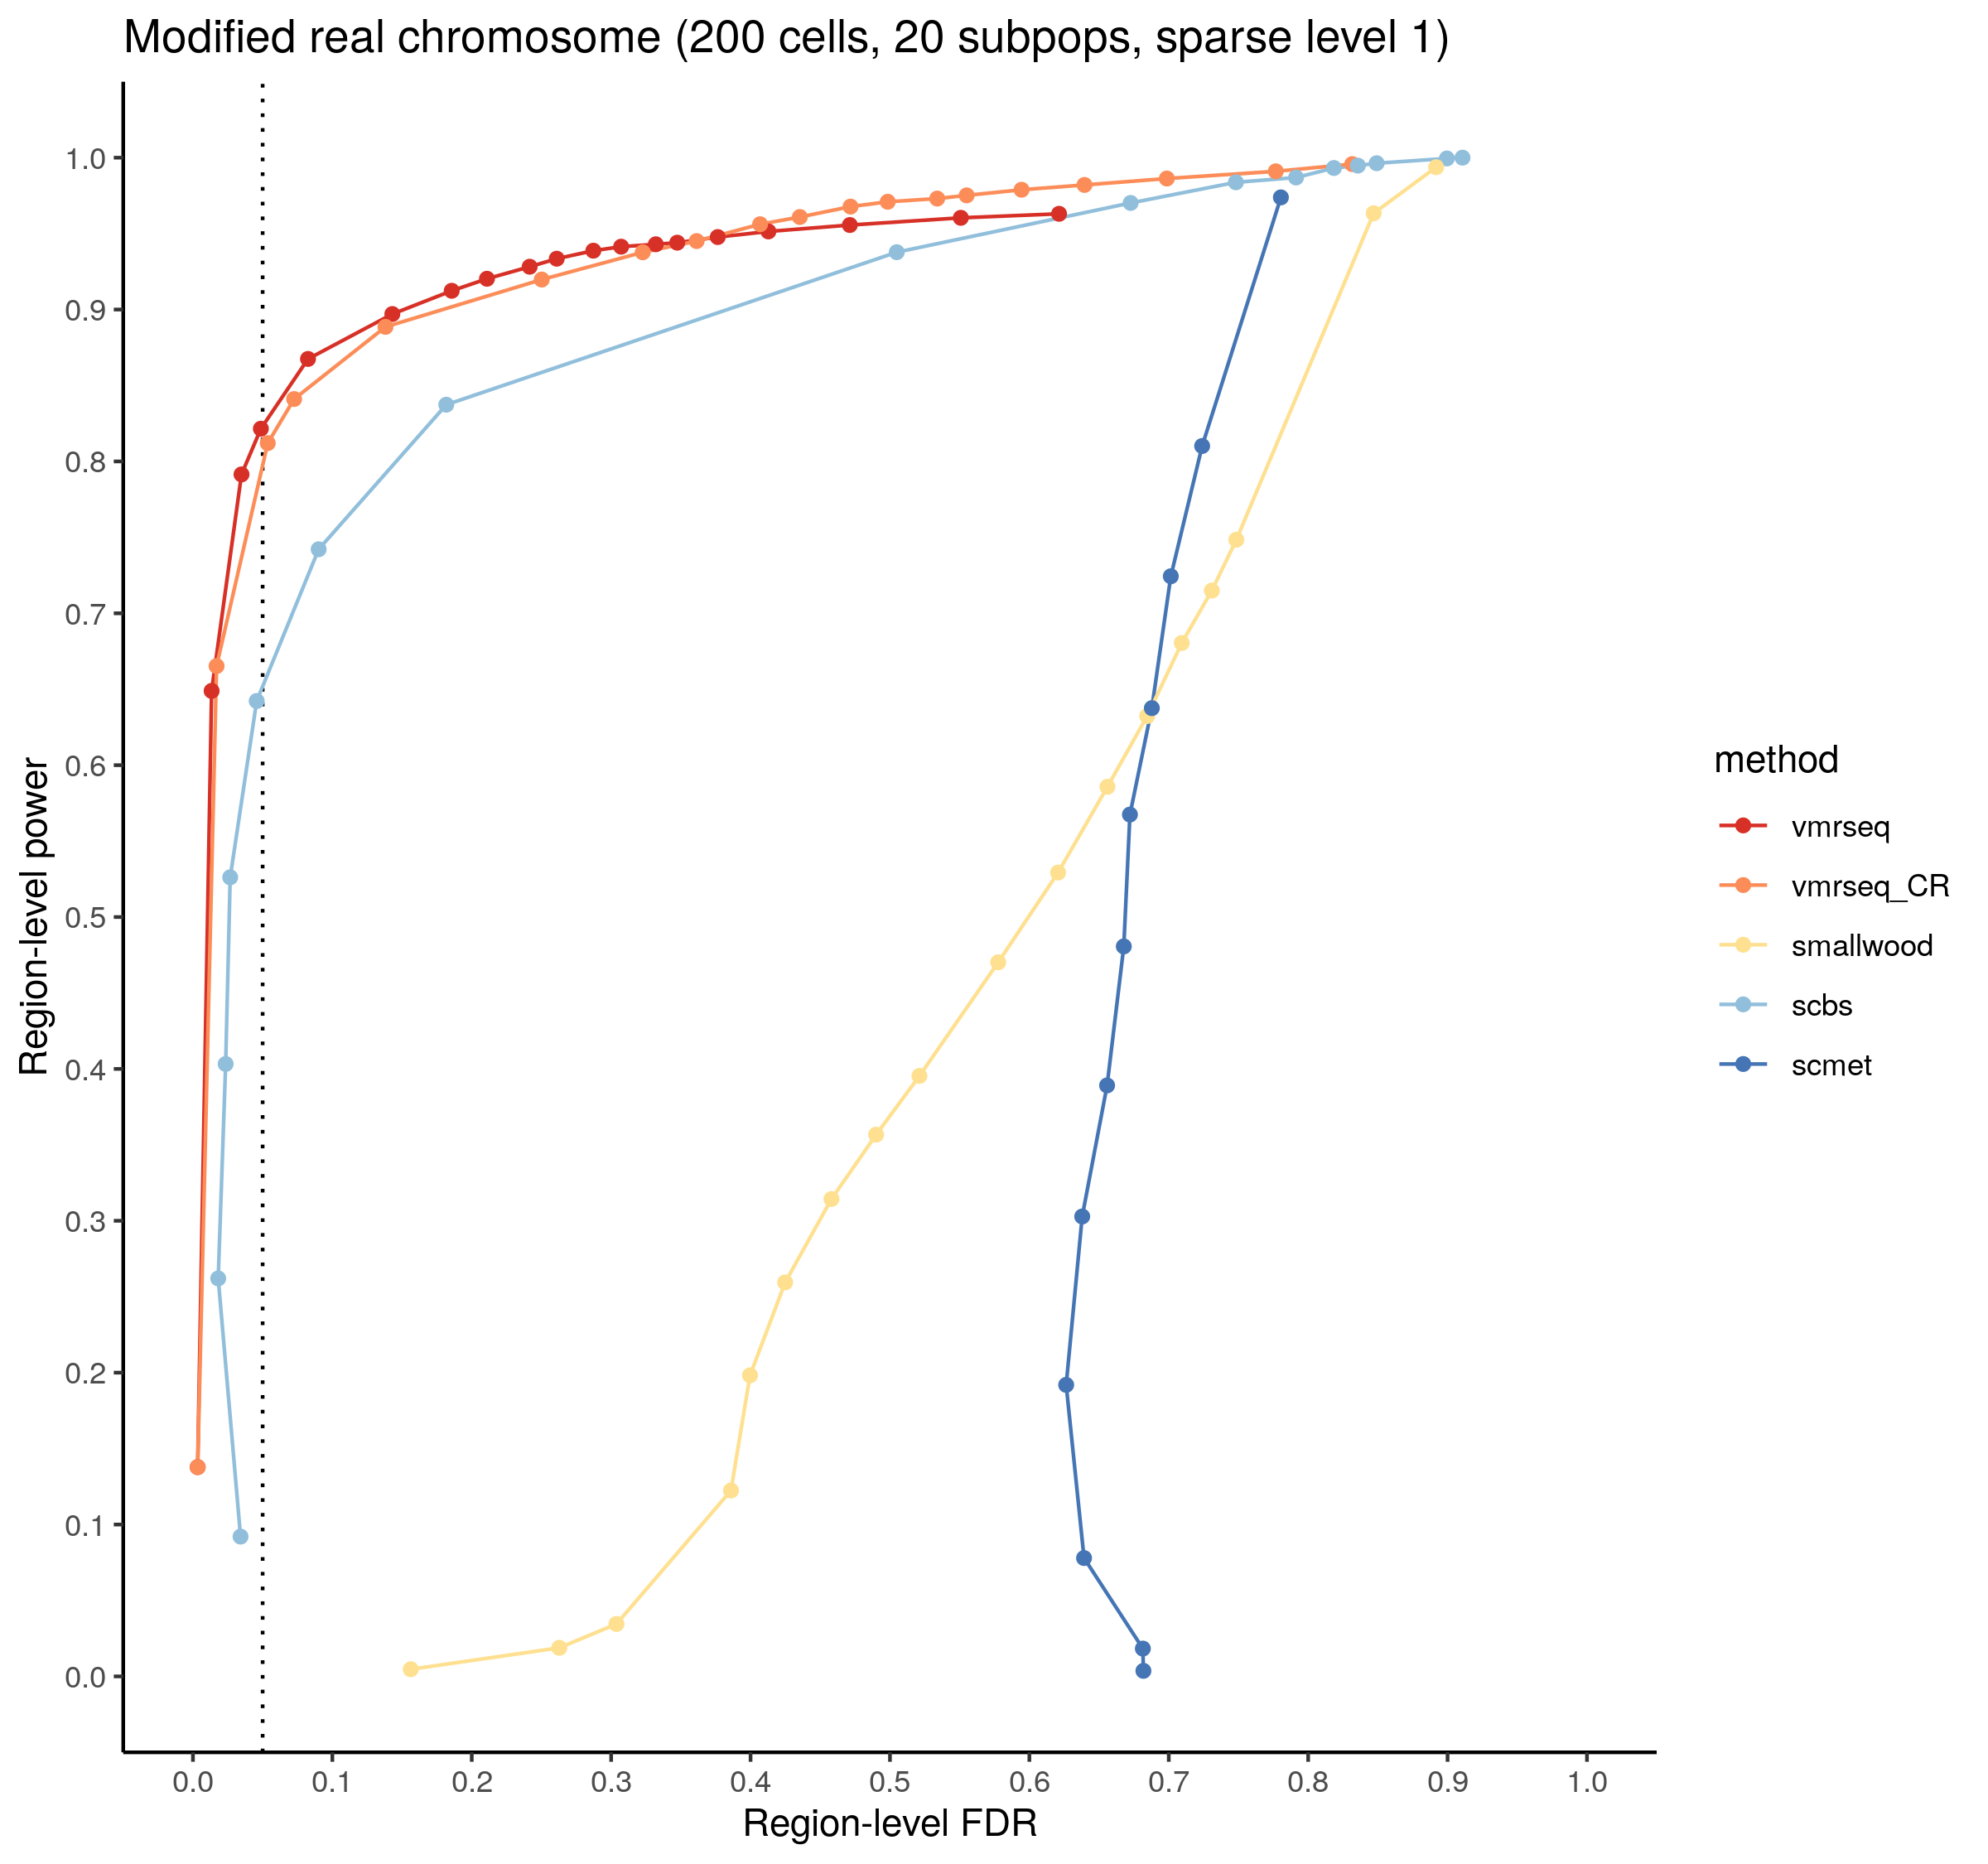 Modified real chromosome (200 cells, 20 subpops, sparse level 1)
Region-level power
1.0
0.9
0.8
0.7
0.6
0.5
0.4
0.3
0.2
0.1
0.0
0.0 0.1 0.2 0.3 0.4 0.5 0.6 0.7 0.8 0.9 1.0
Region-level FDR
method
vmrseq
vmrseq_CR
smallwood
scbs
scmet